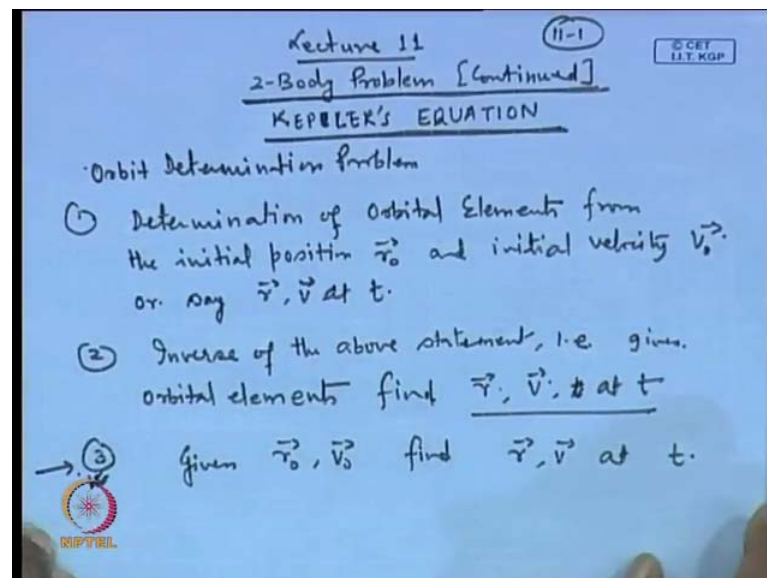 Lecture 11
11-1
© CET
I.I.T. KGP
2-Body Problem [Continued]
KEPLER'S EQUATION
Orbit Determination Problem
① Determination of Orbital Elements from
the initial position r⃗₀ and initial velocity V⃗₀.
or. say r⃗, v⃗ at t.
② Inverse of the above statement, i.e given.
orbital elements find r⃗, v⃗, at t
→ ③ Given r⃗₀, v⃗₀ find r⃗, v⃗ at t.
NPTEL